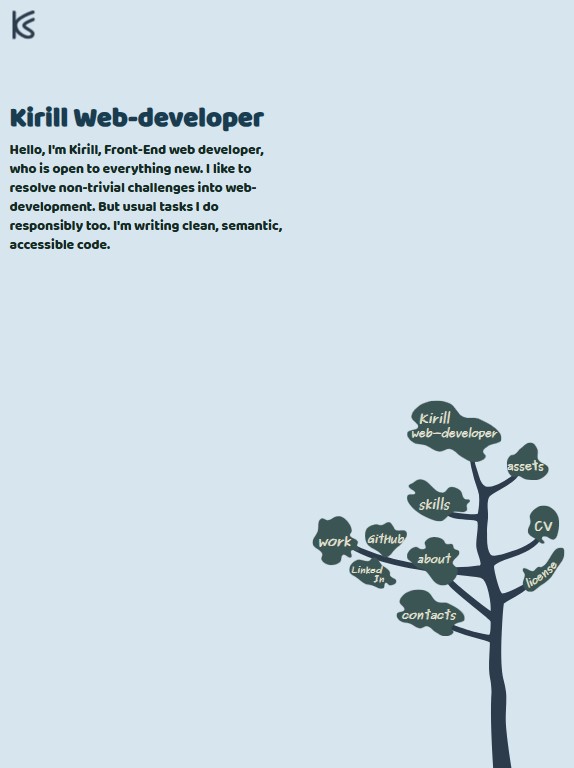 KS
Kirill Web-developer
Hello, I'm Kirill, Front-End web developer,
who is open to everything new. I like to
resolve non-trivial challenges into web-
development. But usual tasks I do
responsibly too. I'm writing clean, semantic,
accessible code.
Kirill
web-developer
assets
skills
CV
work
GitHub
about
Linked
In
license
contacts